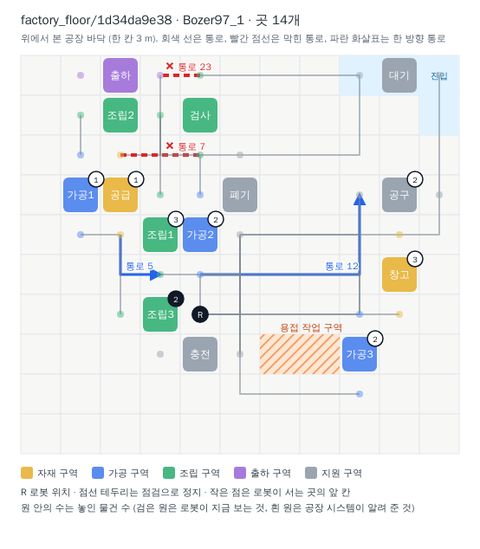 factory_floor/1d34da9e38 · Bozer97_1 · 곳 14개
위에서 본 공장 바닥 (한 칸 3 m). 회색 선은 통로, 빨간 점선은 막힌 통로, 파란 화살표는 한 방향 통로
✕ 통로 23
출하
대기
진입
조립2
검사
✕ 통로 7
가공1 1
공급 1
폐기
공구 2
조립1 3
가공2 2
통로 5
통로 12
창고 3
조립3 2
R
용접 작업 구역
충전
가공3 2
자재 구역
가공 구역
조립 구역
출하 구역
지원 구역
R 로봇 위치 · 점선 테두리는 점검으로 정지 · 작은 점은 로봇이 서는 곳의 앞 칸
원 안의 수는 놓인 물건 수 (검은 원은 로봇이 지금 보는 것, 흰 원은 공장 시스템이 알려 준 것)